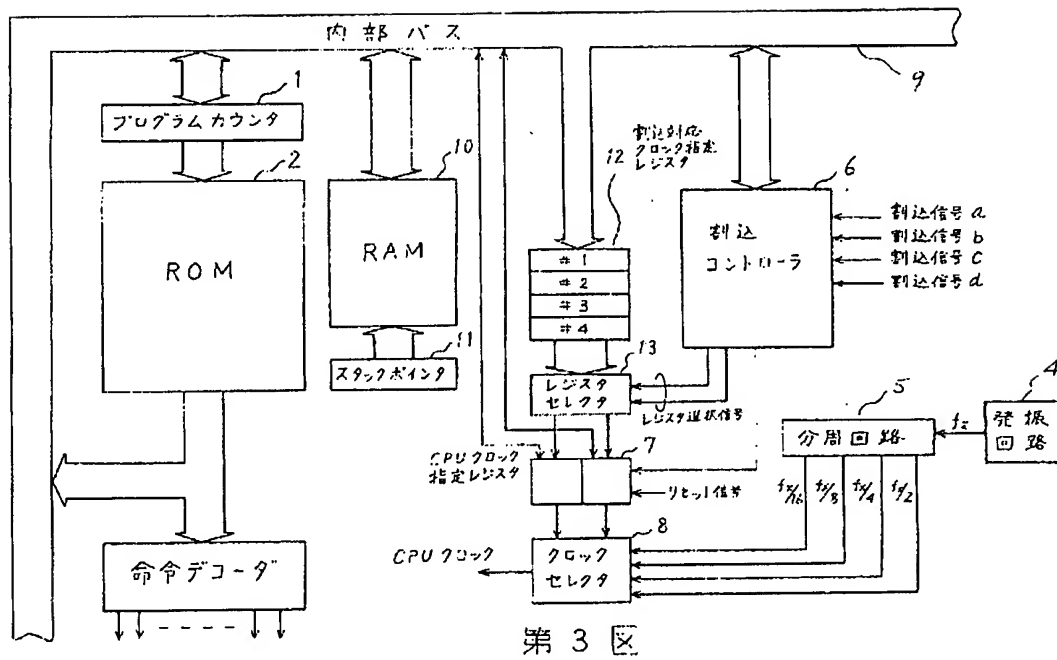 内部バス
9
1
プログラムカウンタ
2
ROM
10
RAM
11
スタックポインタ
割込対応
クロック指定
レジスタ
12
#1
#2
#3
#4
6
割込
コントローラ
割込信号a
割込信号b
割込信号c
割込信号d
13
レジスタ
セレクタ
レジスタ選択信号
5
分周回路
4
発振
回路
CPUクロック
指定レジスタ
7
リセット信号
fx/16
fx/8
fx/4
fx/2
8
クロック
セレクタ
CPUクロック
命令デコーダ
第3図